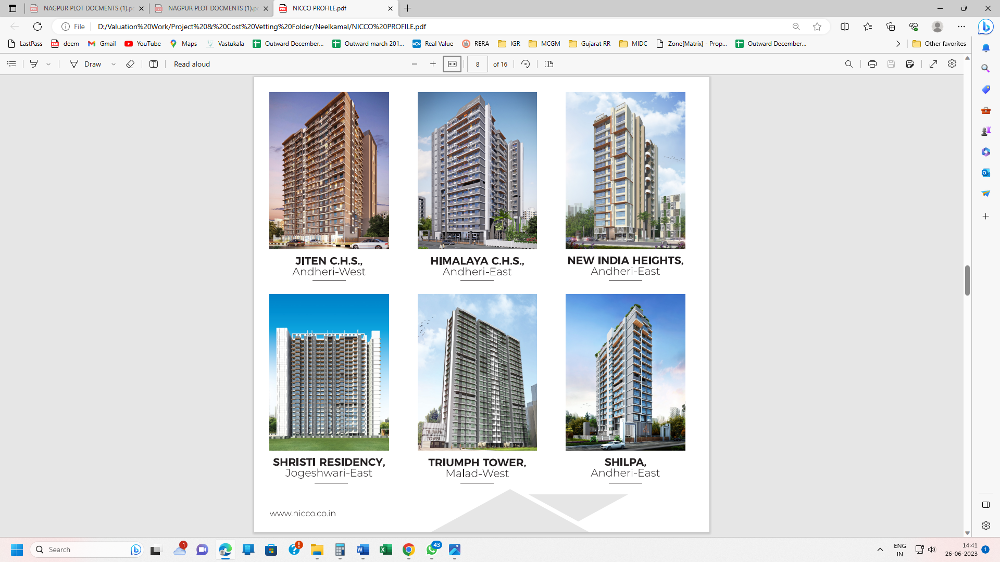 NAGPUR PLOT DOCMENTS (1).pc
NAGPUR PLOT DOCMENTS (1).pc
NICCO PROFILE.pdf
File
D:/Valuation%20Work/Project%20&%20Cost%20Vetting%20Folder/Neelkamal/NICCO%20PROFILE.pdf
LastPass
deem
Gmail
YouTube
Maps
Vastukala
Outward December...
Outward march 201...
Real Value
RERA
IGR
MCGM
Gujarat RR
MIDC
Zone{Matrix} - Prop...
Outward December...
Other favorites
Draw
Read aloud
8
of 16
HIMALAYA
JITEN C.H.S.,
Andheri-West
HIMALAYA C.H.S.,
Andheri-East
NEW INDIA HEIGHTS,
Andheri-East
TRIUMPH
TOWER
SHRISTI RESIDENCY,
Jogeshwari-East
TRIUMPH TOWER,
Malad-West
SHILPA,
Andheri-East
www.nicco.co.in
Search
1
43
ENG
IN
14:41
26-06-2023
1